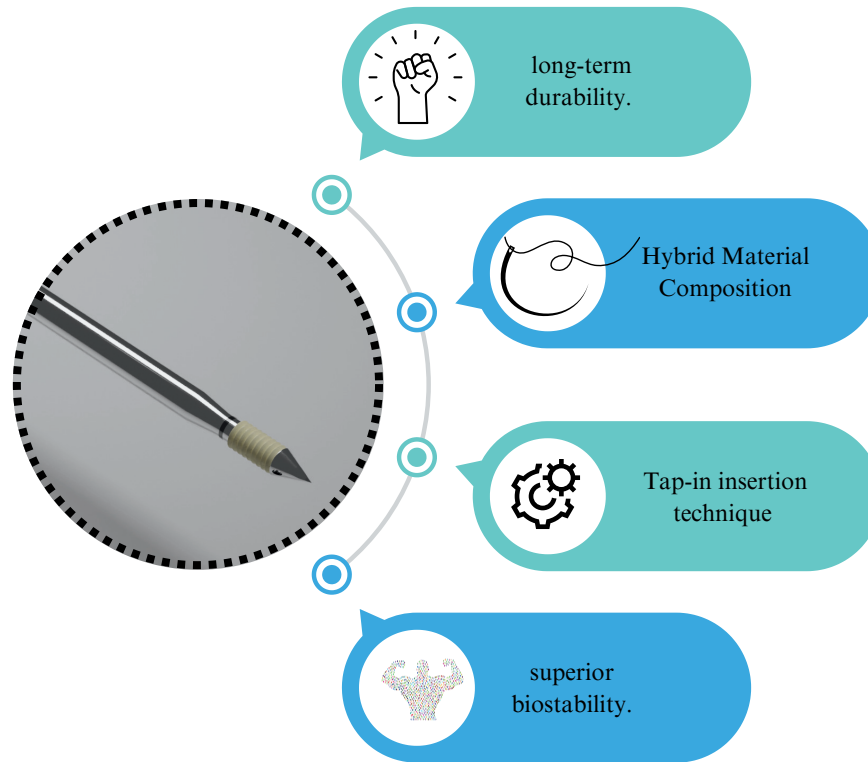 long-term
durability.
Hybrid Material
Composition
Tap-in insertion
technique
superior
biostability.